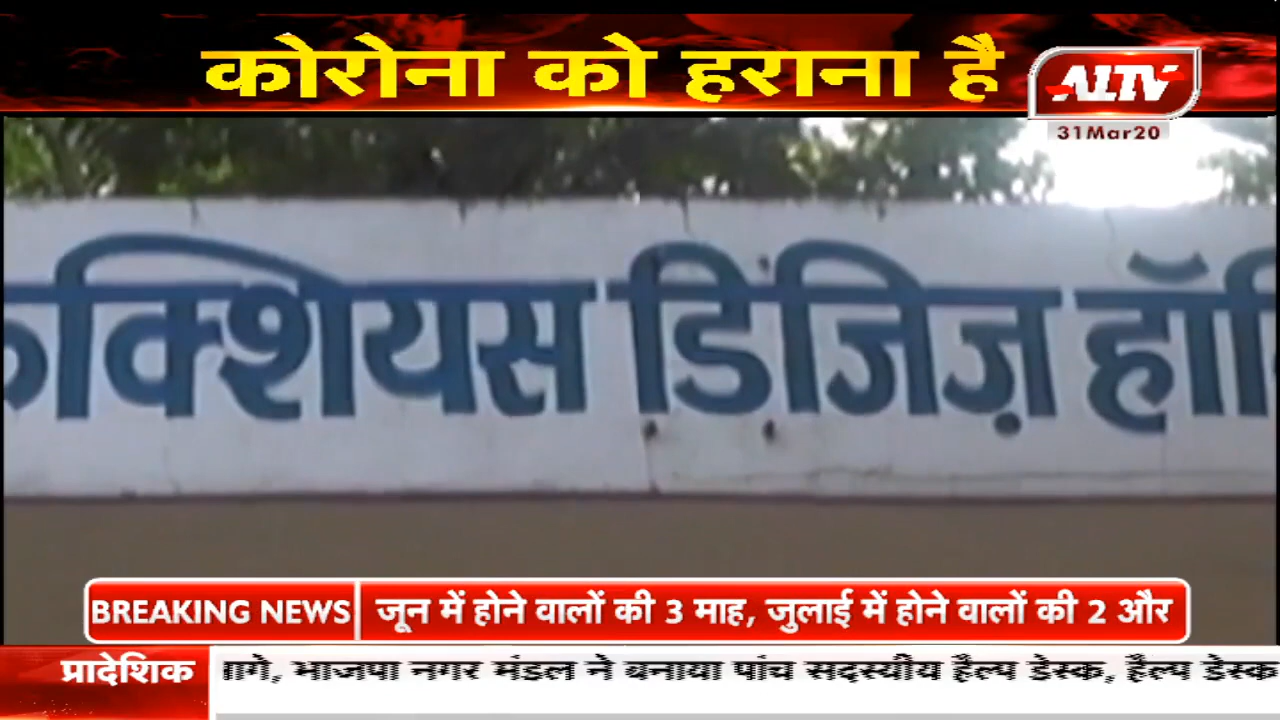 कोरोना को हराना है
ALTV
31Mar20
क्शियस डिज़िज़ हॉ
BREAKING NEWS
जून में होने वालों की 3 माह, जुलाई में होने वालों की 2 और
प्रादेशिक
भाजपा नगर मंडल ने बनाया पांच सदस्यीय हैल्प डेस्क, हैल्प डेस्क